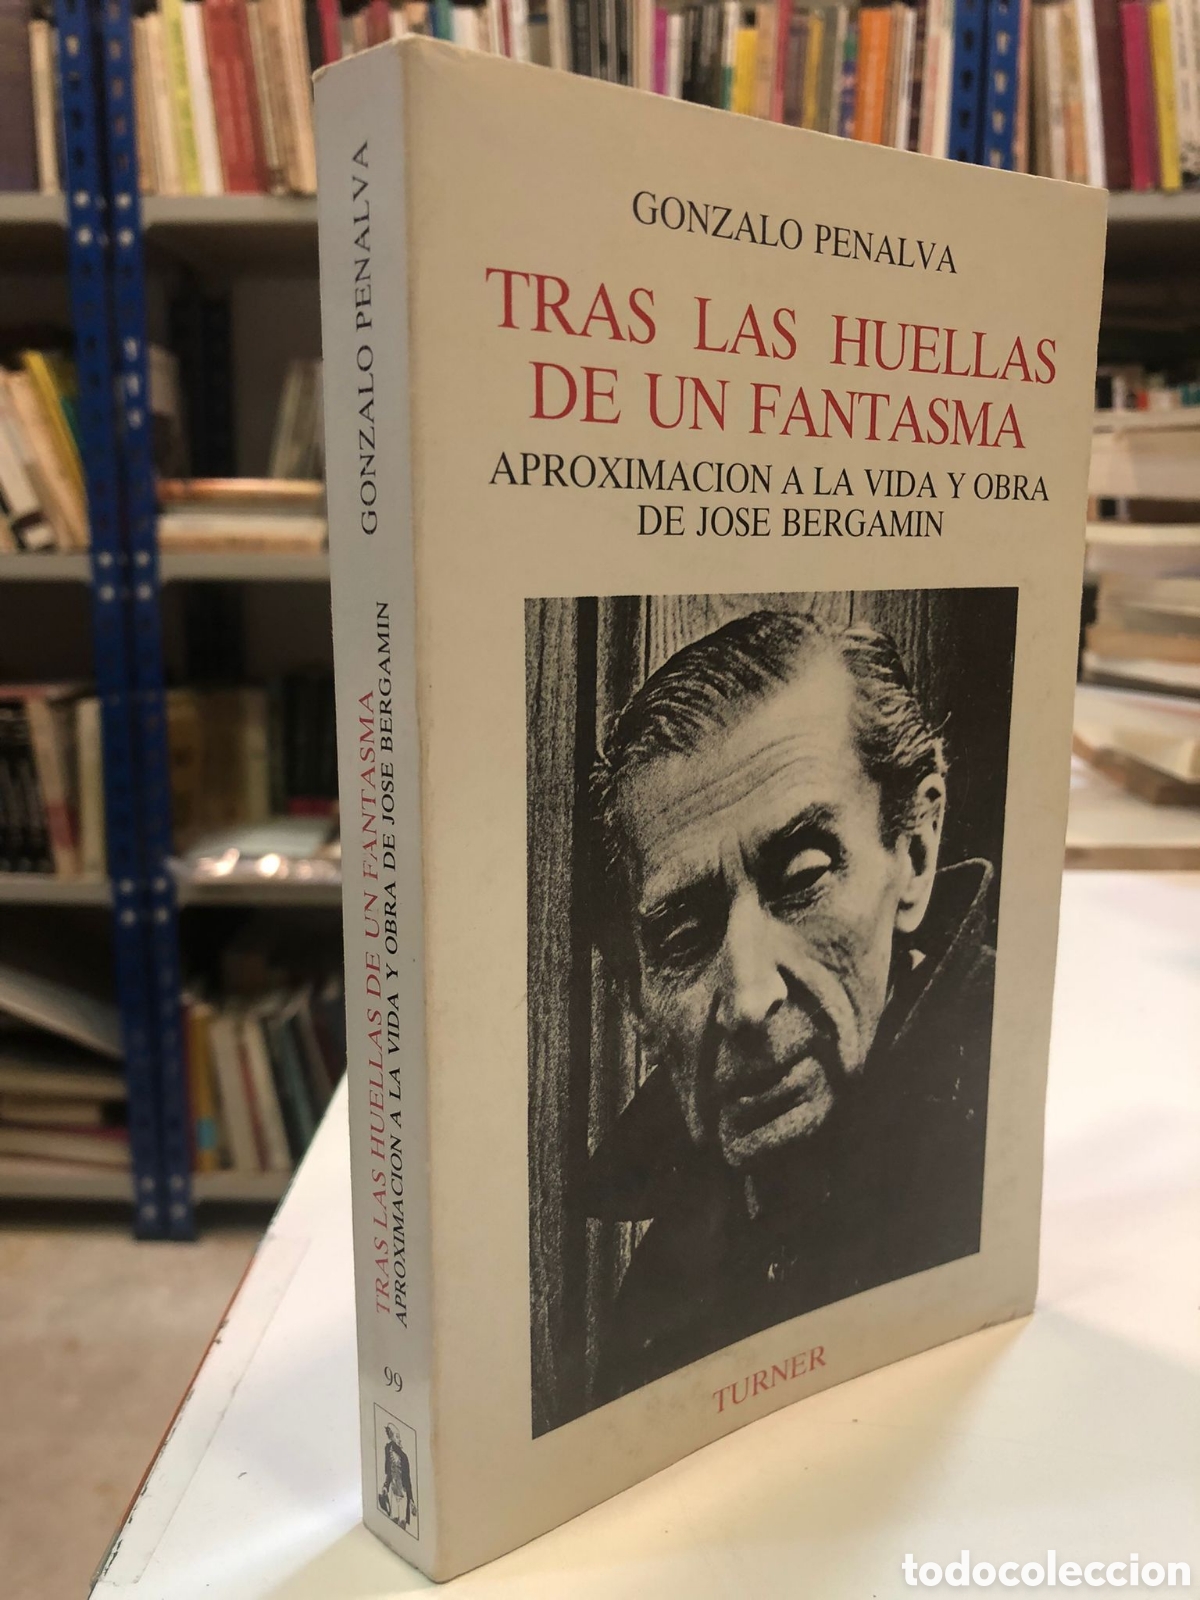 GONZALO PENALVA
TRAS LAS HUELLAS
DE UN FANTASMA
APROXIMACION A LA VIDA Y OBRA
DE JOSE BERGAMIN
TURNER
GONZALO PENALVA
TRAS LAS HUELLAS DE UN FANTASMA
APROXIMACION A LA VIDA Y OBRA DE JOSE BERGAMIN
99
todocoleccion